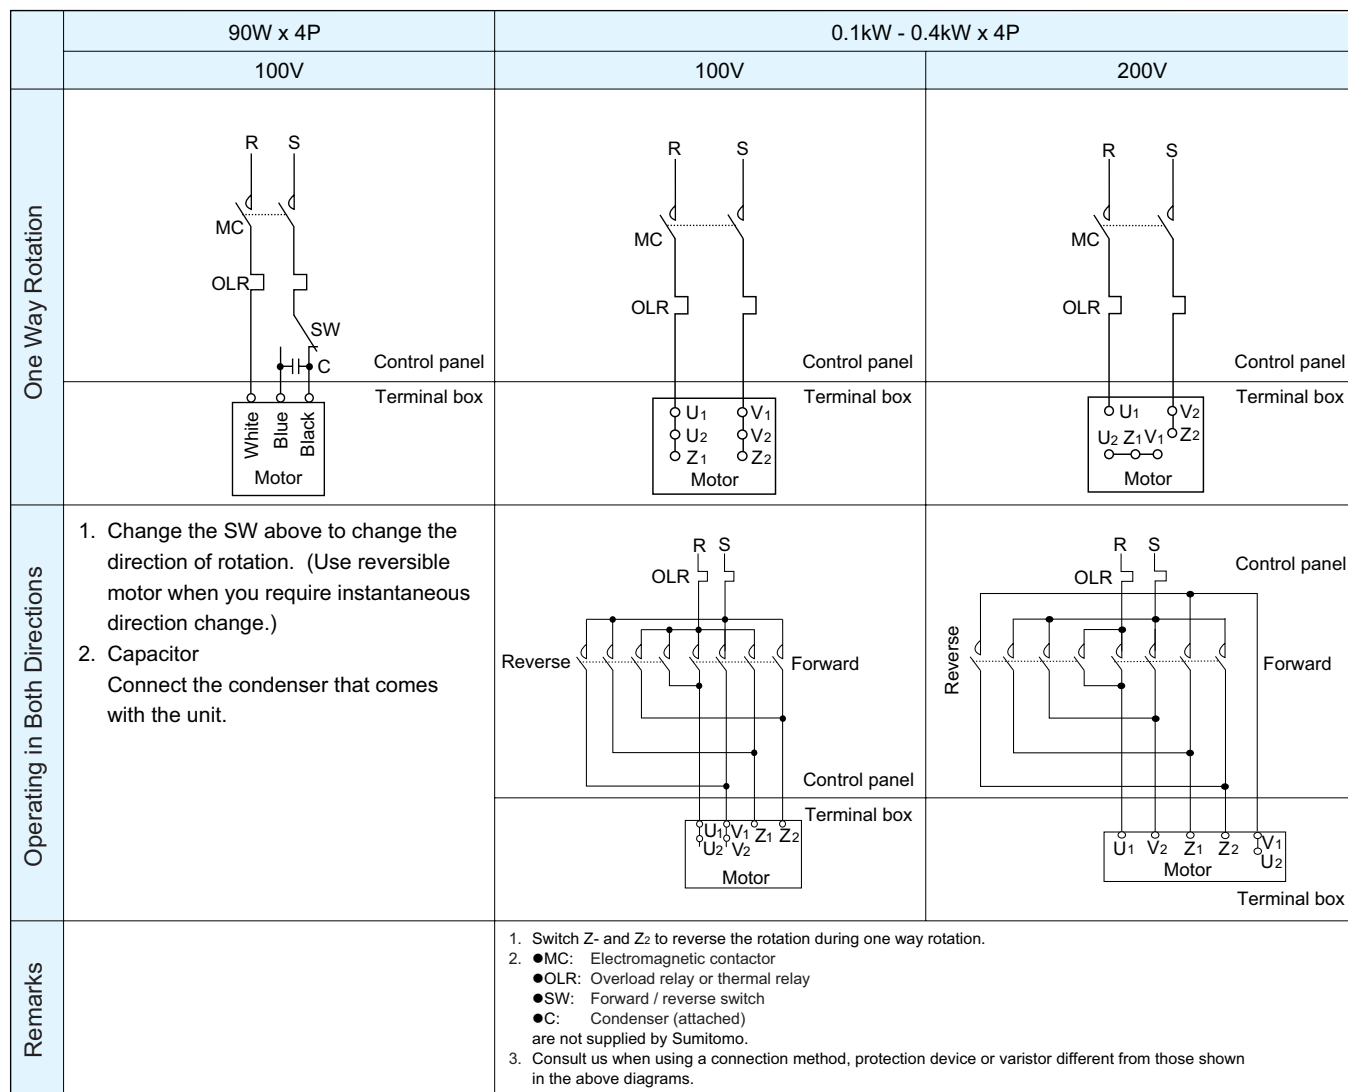 90W x 4P
0.1kW - 0.4kW x 4P
100V
100V
200V
One Way Rotation
R S
MC
OLR
SW
C
Control panel
Terminal box
White
Blue
Black
Motor
R S
MC
OLR
Control panel
Terminal box
U1 V1
U2 V2
Z1 Z2
Motor
R S
MC
OLR
Control panel
Terminal box
U1 V2
U2 Z1 V1 Z2
Motor
Operating in Both Directions
1. Change the SW above to change the
direction of rotation. (Use reversible
motor when you require instantaneous
direction change.)
2. Capacitor
Connect the condenser that comes
with the unit.
R S
OLR
Reverse
Forward
Control panel
Terminal box
U1 V1 Z1 Z2
U2 V2
Motor
R S
Control panel
OLR
Reverse
Forward
U1 V2 Z1 Z2 V1
U2
Motor
Terminal box
Remarks
1. Switch Z- and Z2 to reverse the rotation during one way rotation.
2. ●MC: Electromagnetic contactor
●OLR: Overload relay or thermal relay
●SW: Forward / reverse switch
●C: Condenser (attached)
are not supplied by Sumitomo.
3. Consult us when using a connection method, protection device or varistor different from those shown
in the above diagrams.